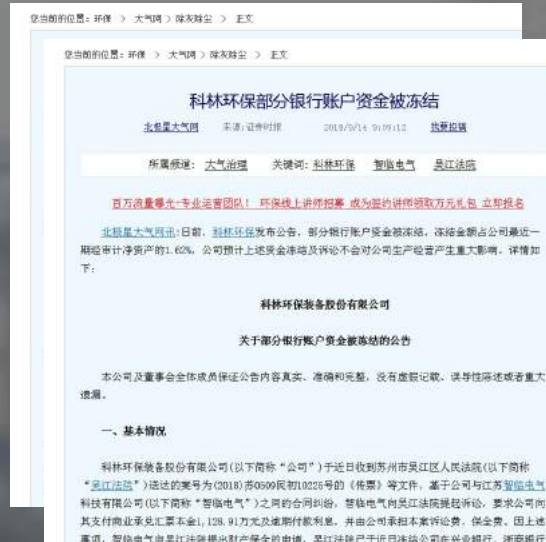 您当前的位置：环保 > 大气网 > 除灰除尘 > 正文
您当前的位置：环保 > 大气网 > 除灰除尘 > 正文
科林环保部分银行账户资金被冻结
北极星大气网 来源：证券时报 2018/9/14 9:09:12 我要投稿
所属频道：大气治理 关键词：科林环保 智临电气 吴江法院
百万流量曝光+专业运营团队！ 环保线上讲师招募 成为签约讲师领取万元礼包 立即报名
北极星大气网讯：日前，科林环保发布公告，部分银行账户资金被冻结，冻结金额占公司最近一
期经审计净资产的1.62%，公司预计上述资金冻结及诉讼不会对公司生产经营产生重大影响，详情如
下：
科林环保装备股份有限公司
关于部分银行账户资金被冻结的公告
本公司及董事会全体成员保证公告内容真实、准确和完整，没有虚假记载、误导性陈述或者重大
遗漏。
一、基本情况
科林环保装备股份有限公司(以下简称“公司”)于近日收到苏州市吴江区人民法院(以下简称
“吴江法院”)送达的案号为(2018)苏0509民初10225号的《传票》等文件，基于公司与江苏智临电气
科技有限公司(以下简称“智临电气”)之间的合同纠纷，智临电气向吴江法院提起诉讼，要求公司向
其支付商业承兑汇票本金1,128.91万元及逾期付款利息，并由公司承担本案诉讼费、保全费。因上述
事项，智临电气向吴江法院提出财产保全的申请，吴江法院已于近日冻结公司在兴业银行、浙商银行